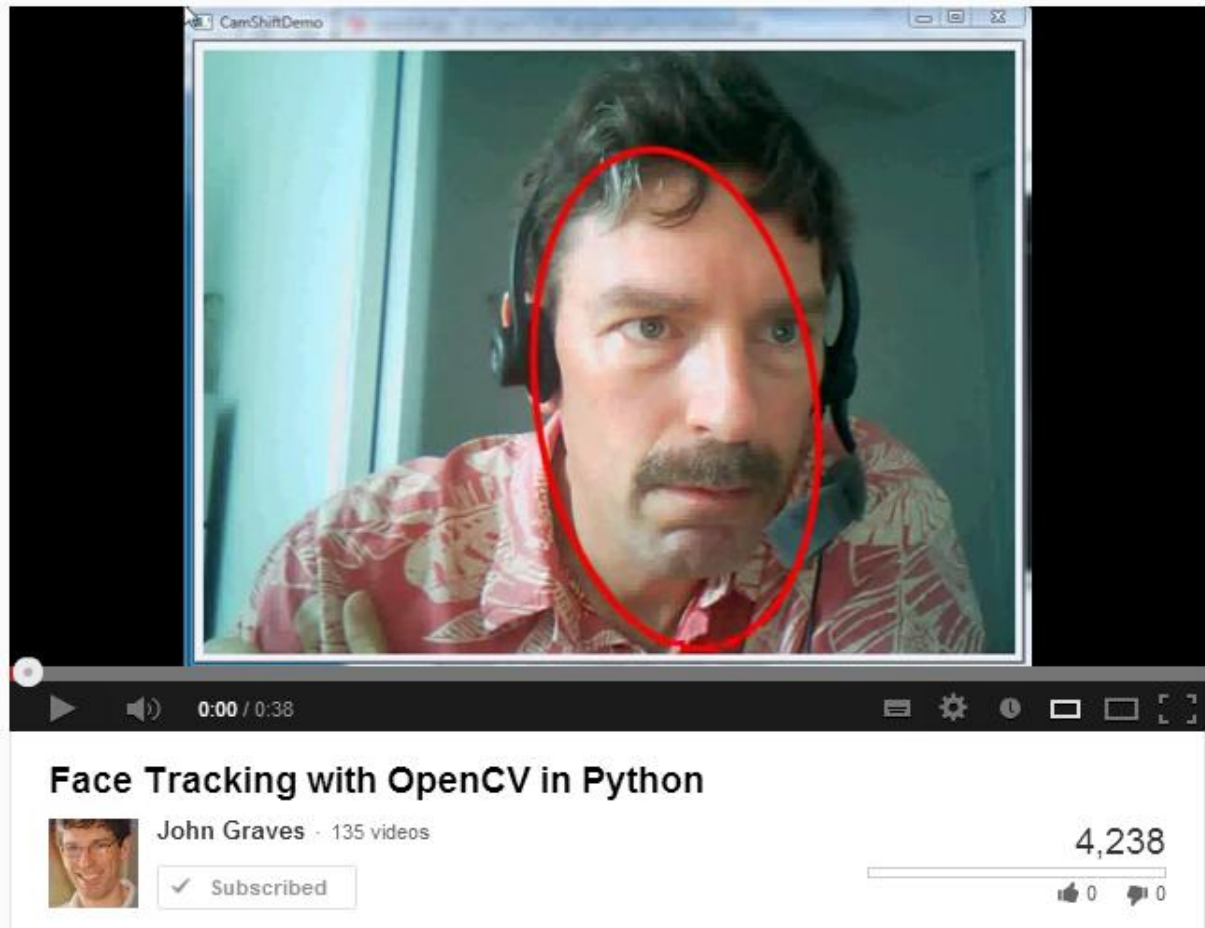 CamShiftDemo
0:00 / 0:38
Face Tracking with OpenCV in Python
John Graves · 135 videos
4,238
✓ Subscribed
0 0